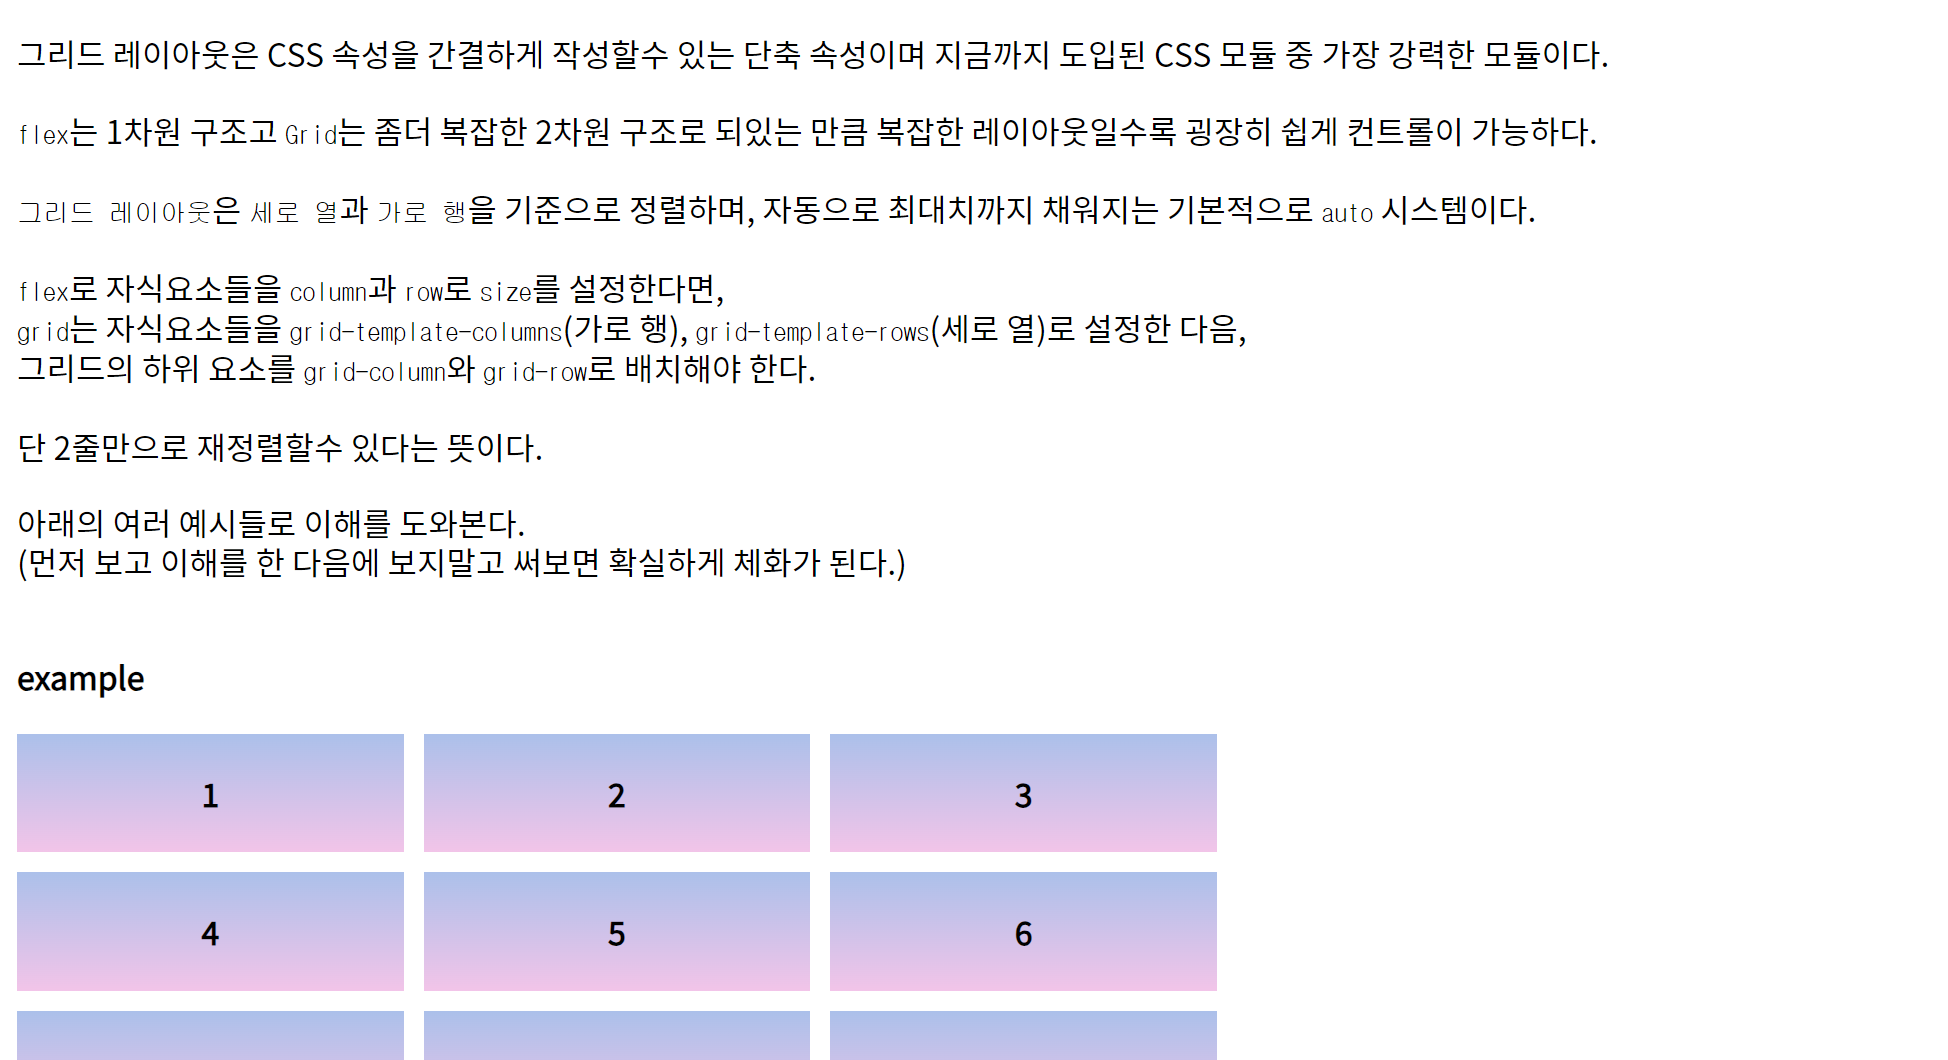 그리드 레이아웃은 CSS 속성을 간결하게 작성할수 있는 단축 속성이며 지금까지 도입된 CSS 모듈 중 가장 강력한 모듈이다.
flex는 1차원 구조고 Grid는 좀더 복잡한 2차원 구조로 되있는 만큼 복잡한 레이아웃일수록 굉장히 쉽게 컨트롤이 가능하다.
그리드 레이아웃은 세로 열과 가로 행을 기준으로 정렬하며, 자동으로 최대치까지 채워지는 기본적으로 auto 시스템이다.
flex로 자식요소들을 column과 row로 size를 설정한다면,
grid는 자식요소들을 grid-template-columns(가로 행), grid-template-rows(세로 열)로 설정한 다음,
그리드의 하위 요소를 grid-column와 grid-row로 배치해야 한다.
단 2줄만으로 재정렬할수 있다는 뜻이다.
아래의 여러 예시들로 이해를 도와본다.
(먼저 보고 이해를 한 다음에 보지말고 써보면 확실하게 체화가 된다.)
example
1 2 3
4 5 6